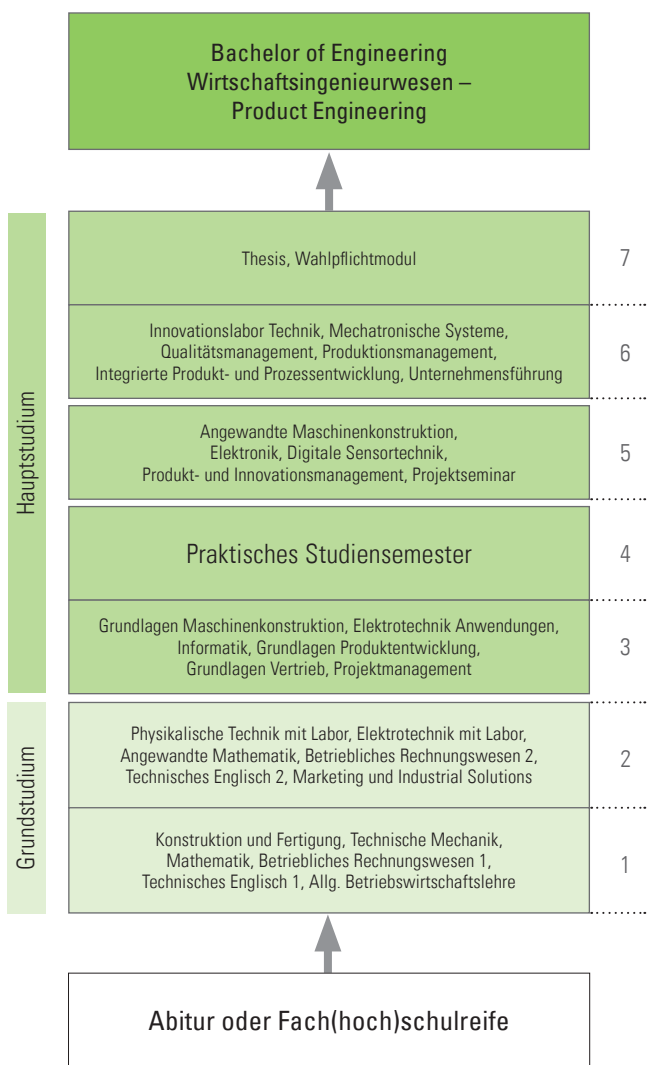 Bachelor of Engineering
Wirtschaftsingenieurwesen –
Product Engineering
Hauptstudium
Thesis, Wahlpflichtmodul
7
Innovationslabor Technik, Mechatronische Systeme,
Qualitätsmanagement, Produktionsmanagement,
Integrierte Produkt- und Prozessentwicklung, Unternehmensführung
6
Angewandte Maschinenkonstruktion,
Elektronik, Digitale Sensortechnik,
Produkt- und Innovationsmanagement, Projektseminar
5
Praktisches Studiensemester
4
Grundlagen Maschinenkonstruktion, Elektrotechnik Anwendungen,
Informatik, Grundlagen Produktentwicklung,
Grundlagen Vertrieb, Projektmanagement
3
Grundstudium
Physikalische Technik mit Labor, Elektrotechnik mit Labor,
Angewandte Mathematik, Betriebliches Rechnungswesen 2,
Technisches Englisch 2, Marketing und Industrial Solutions
2
Konstruktion und Fertigung, Technische Mechanik,
Mathematik, Betriebliches Rechnungswesen 1,
Technisches Englisch 1, Allg. Betriebswirtschaftslehre
1
Abitur oder Fach(hoch)schulreife